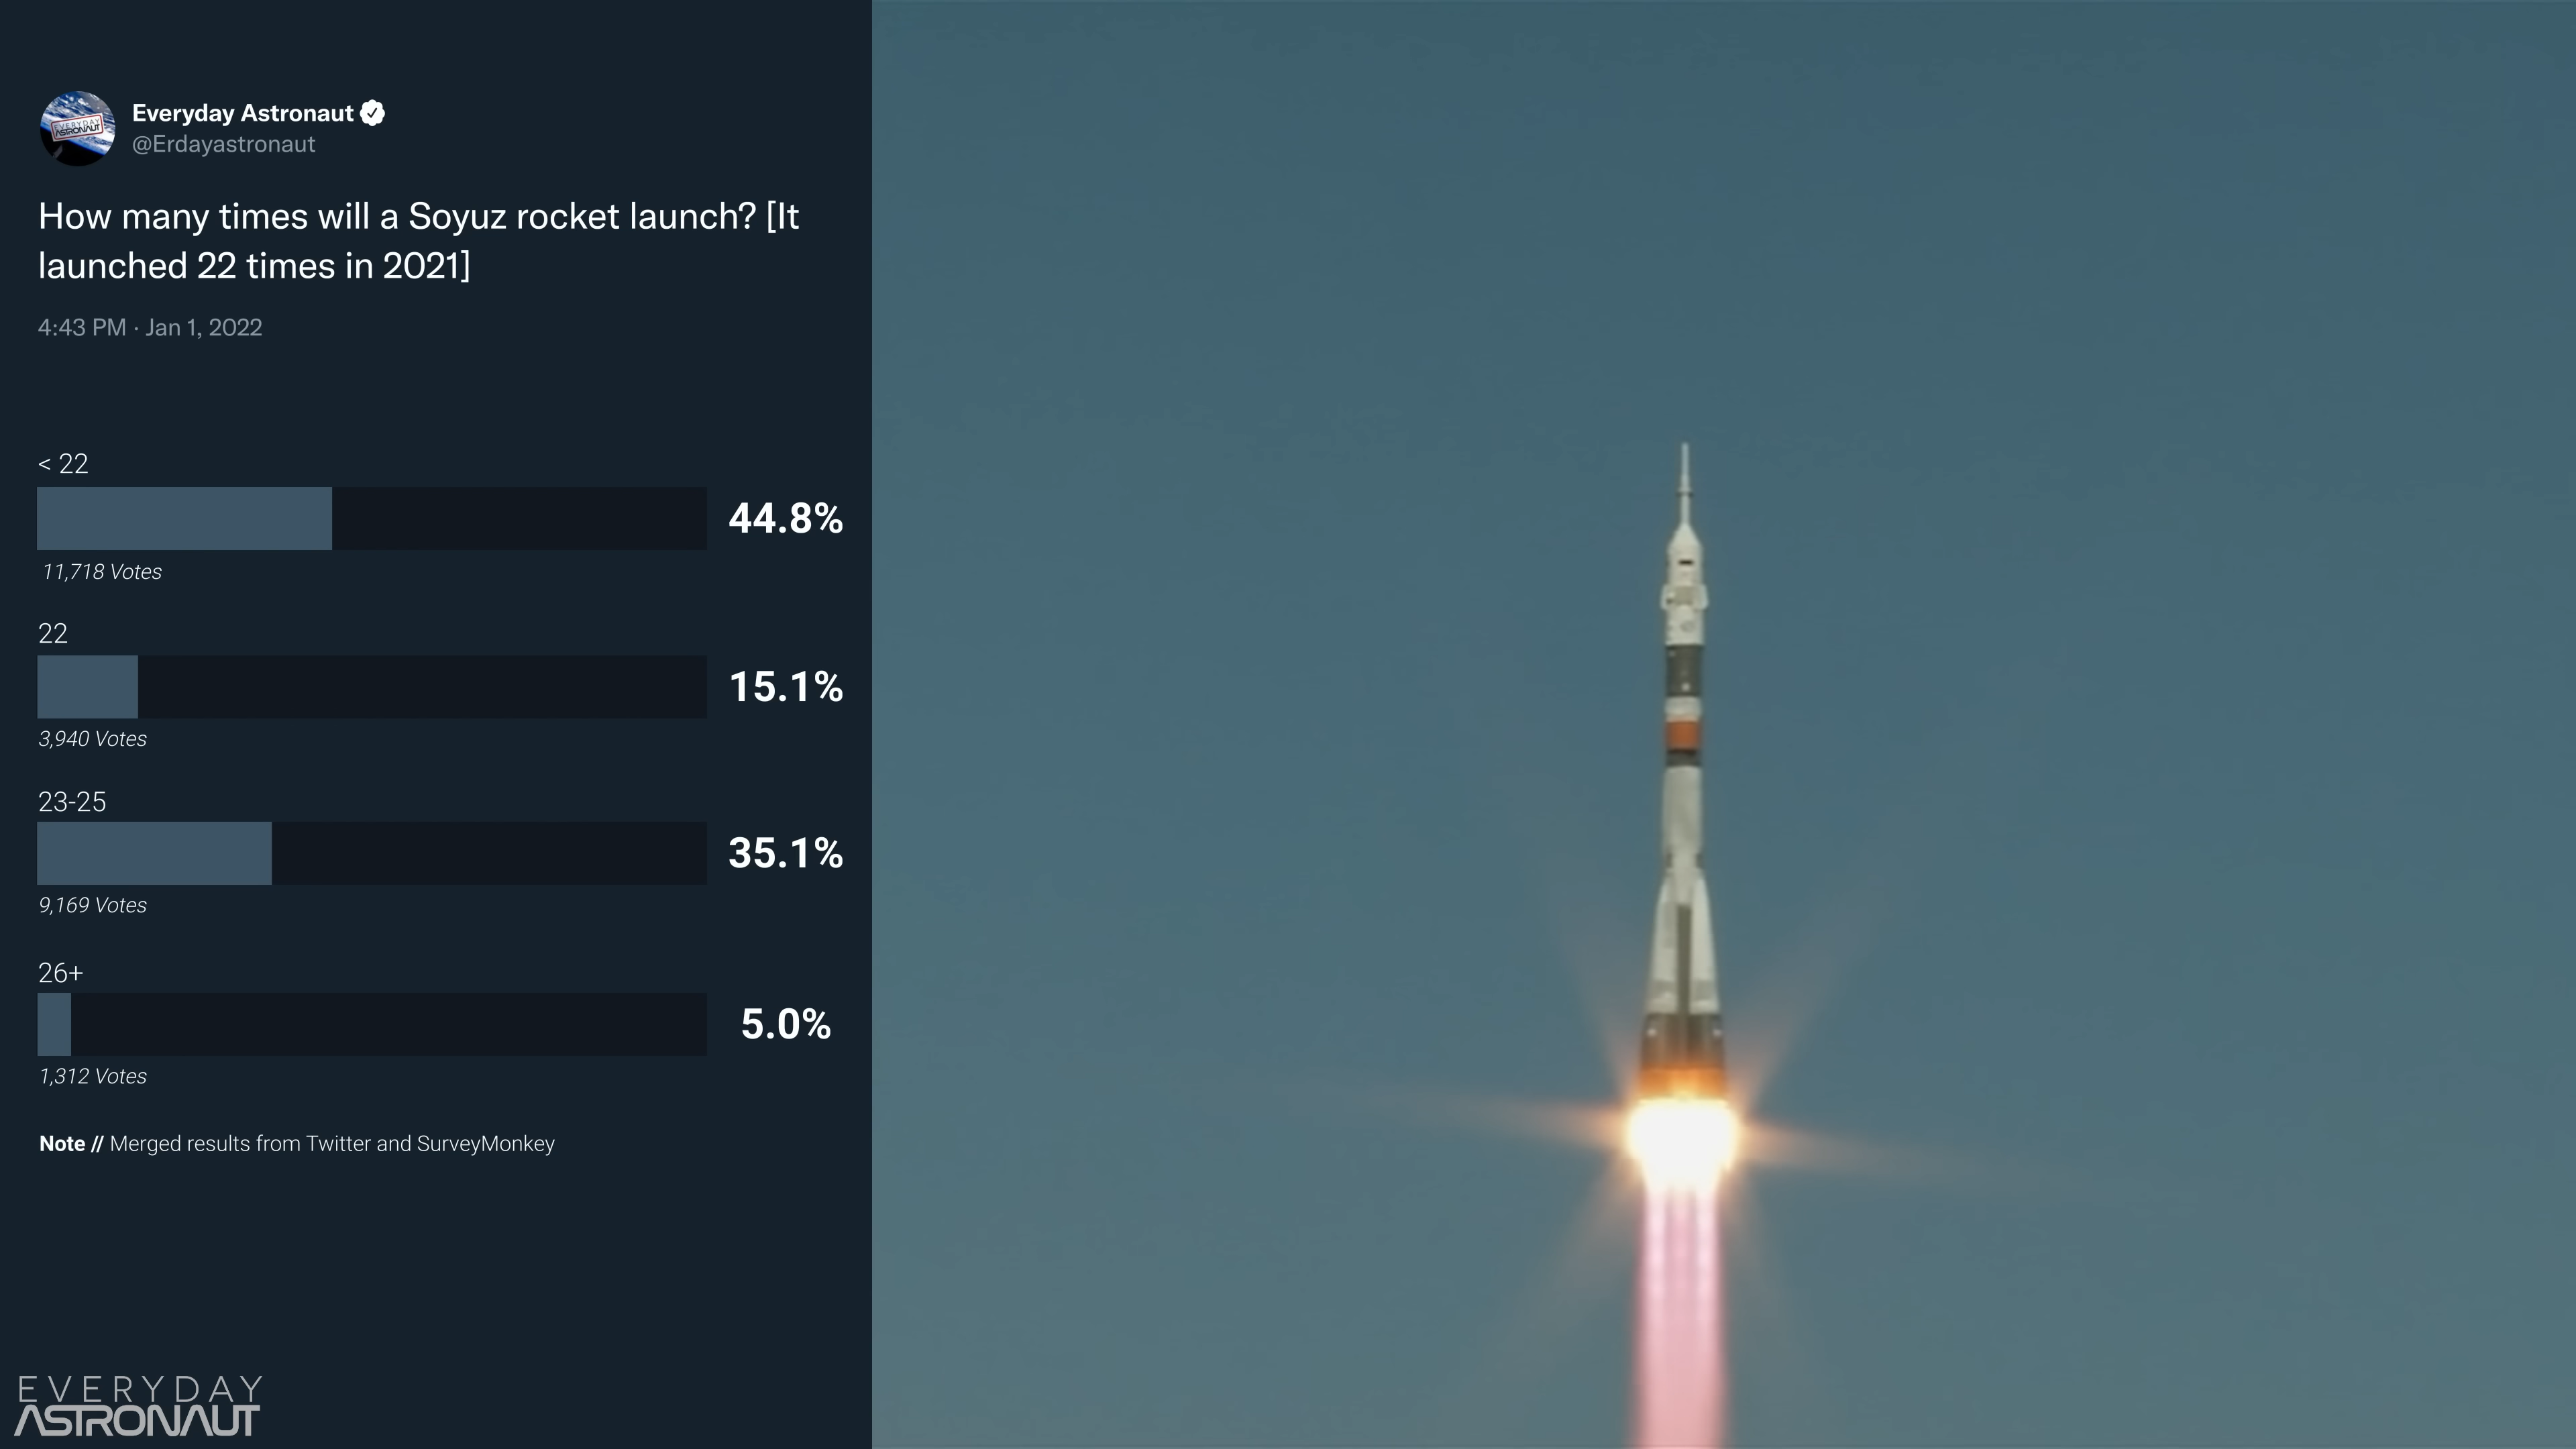 EVERYDAY
ASTRONAUT
Everyday Astronaut
@Erdayastronaut
How many times will a Soyuz rocket launch? [It
launched 22 times in 2021]
4:43 PM · Jan 1, 2022
< 22
44.8%
11,718 Votes
22
15.1%
3,940 Votes
23-25
35.1%
9,169 Votes
26+
5.0%
1,312 Votes
Note // Merged results from Twitter and SurveyMonkey
EVERYDAY
ASTRONAUT